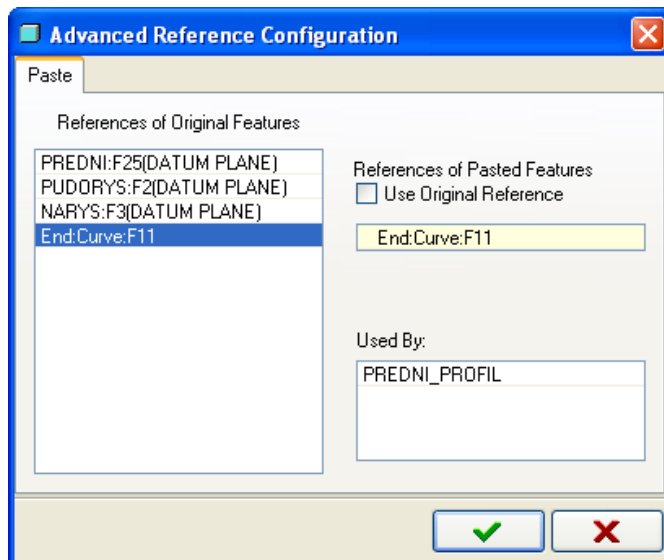 Advanced Reference Configuration
Paste
References of Original Features
PREDNI:F25(DATUM PLANE)
PUDORYS:F2(DATUM PLANE)
NARYS:F3(DATUM PLANE)
End:Curve:F11
References of Pasted Features
Use Original Reference
End:Curve:F11
Used By:
PREDNI_PROFIL